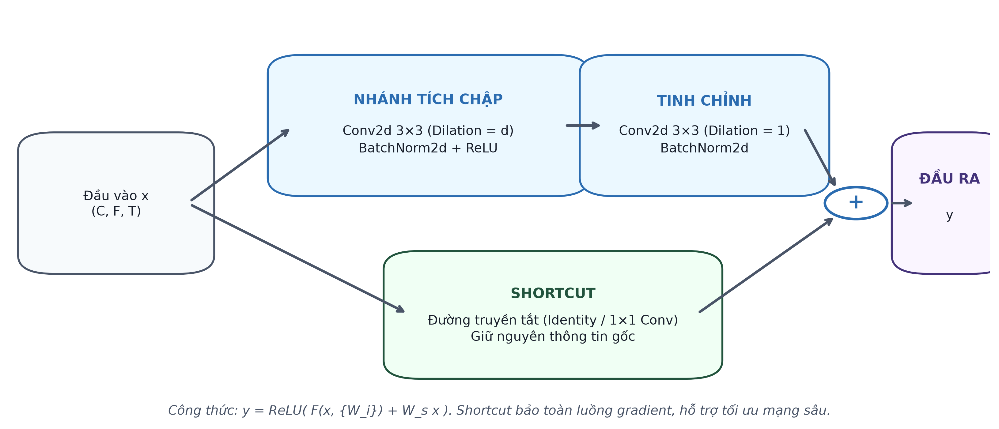 Đầu vào x
(C, F, T)
NHÁNH TÍCH CHẬP
Conv2d 3×3 (Dilation = d)
BatchNorm2d + ReLU
TINH CHỈNH
Conv2d 3×3 (Dilation = 1)
BatchNorm2d
SHORTCUT
Đường truyền tắt (Identity / 1×1 Conv)
Giữ nguyên thông tin gốc
+
ĐẦU RA
y
Công thức: y = ReLU( F(x, {W_i}) + W_s x ). Shortcut bảo toàn luồng gradient, hỗ trợ tối ưu mạng sâu.